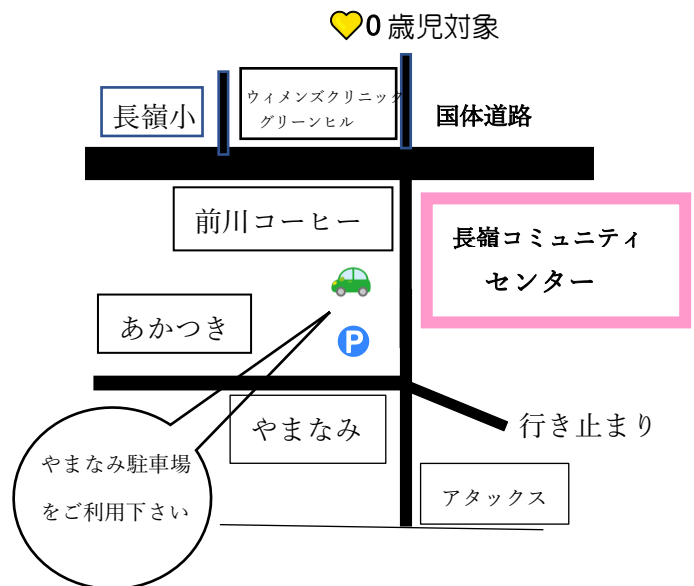 0歳児対象
長嶺小
ウィメンズクリニック
グリーンヒル
国体道路
前川コーヒー
長嶺コミュニティ
センター
あかつき
P
やまなみ
行き止まり
やまなみ駐車場
をご利用下さい
アタックス